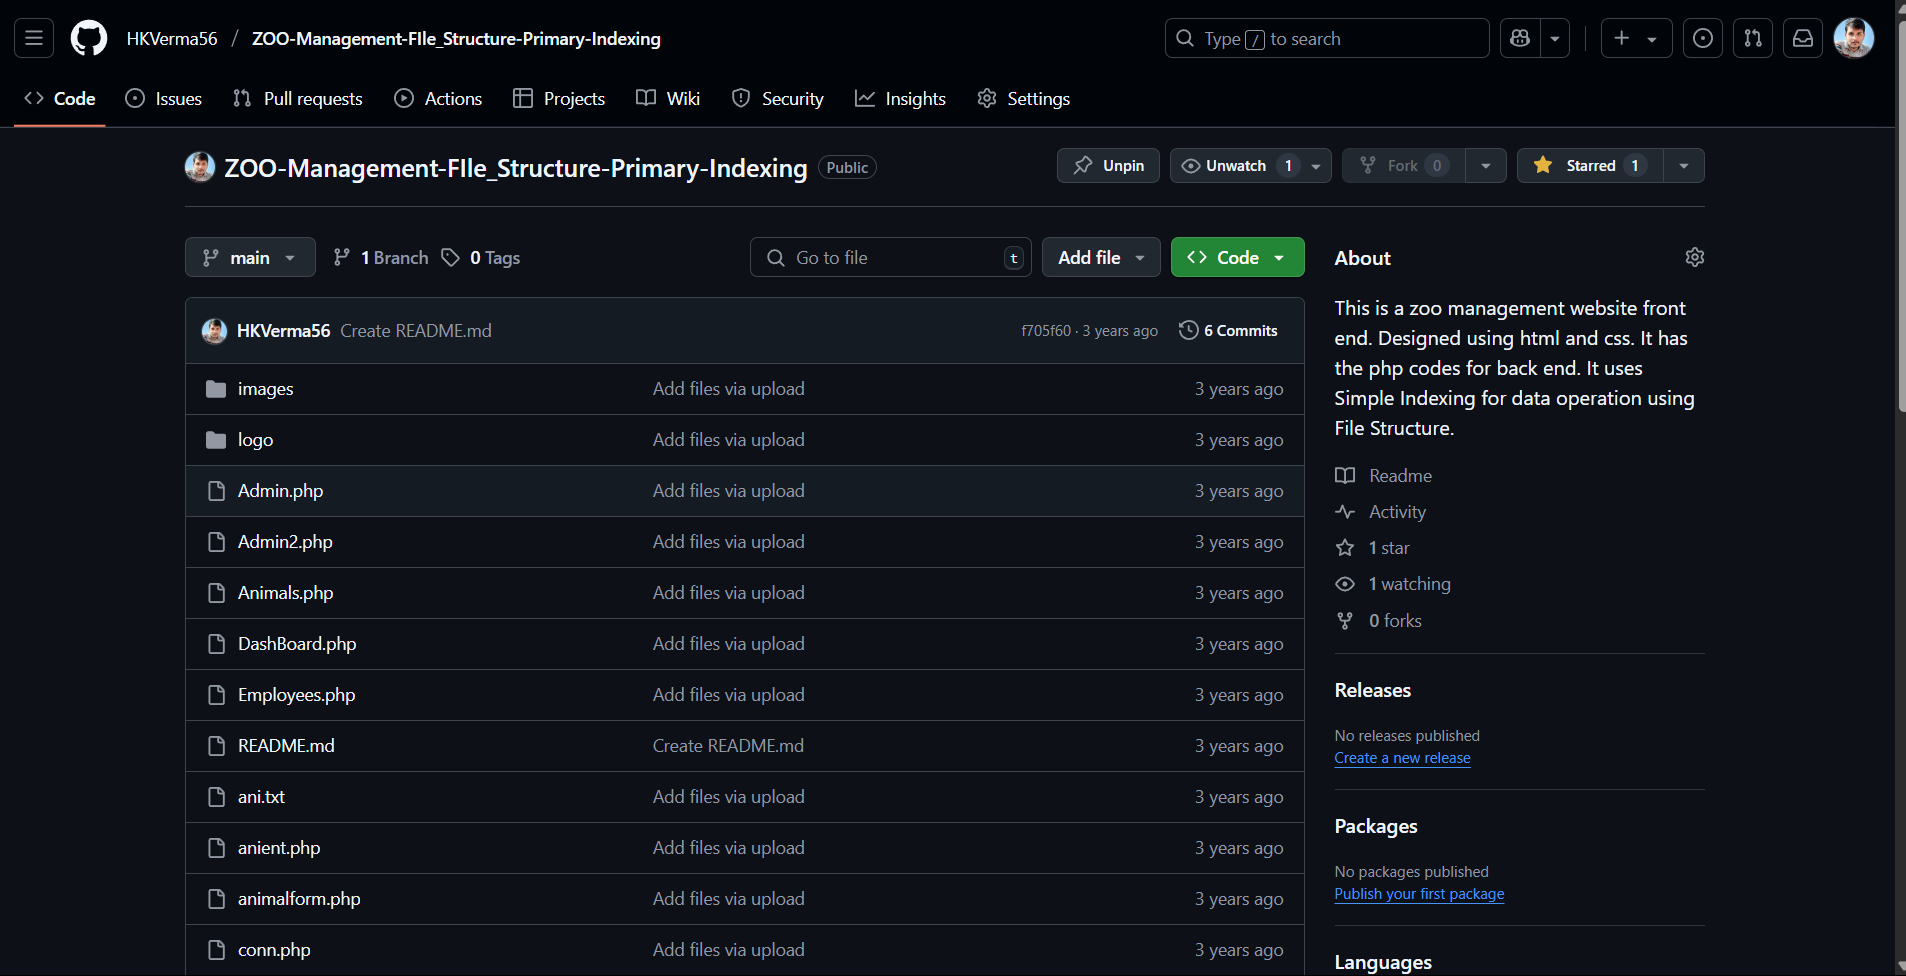 HKVerma56 / ZOO-Management-FIle_Structure-Primary-Indexing Type / to search
Code Issues Pull requests Actions Projects Wiki Security Insights Settings
ZOO-Management-FIle_Structure-Primary-Indexing Public Unpin Unwatch 1 Fork 0 Starred 1
main 1 Branch 0 Tags Go to file t Add file Code
HKVerma56 Create README.md f705f60 · 3 years ago 6 Commits
images Add files via upload 3 years ago
logo Add files via upload 3 years ago
Admin.php Add files via upload 3 years ago
Admin2.php Add files via upload 3 years ago
Animals.php Add files via upload 3 years ago
DashBoard.php Add files via upload 3 years ago
Employees.php Add files via upload 3 years ago
README.md Create README.md 3 years ago
ani.txt Add files via upload 3 years ago
anient.php Add files via upload 3 years ago
animalform.php Add files via upload 3 years ago
conn.php Add files via upload 3 years ago
About
This is a zoo management website front
end. Designed using html and css. It has
the php codes for back end. It uses
Simple Indexing for data operation using
File Structure.
Readme
Activity
1 star
1 watching
0 forks
Releases
No releases published
Create a new release
Packages
No packages published
Publish your first package
Languages